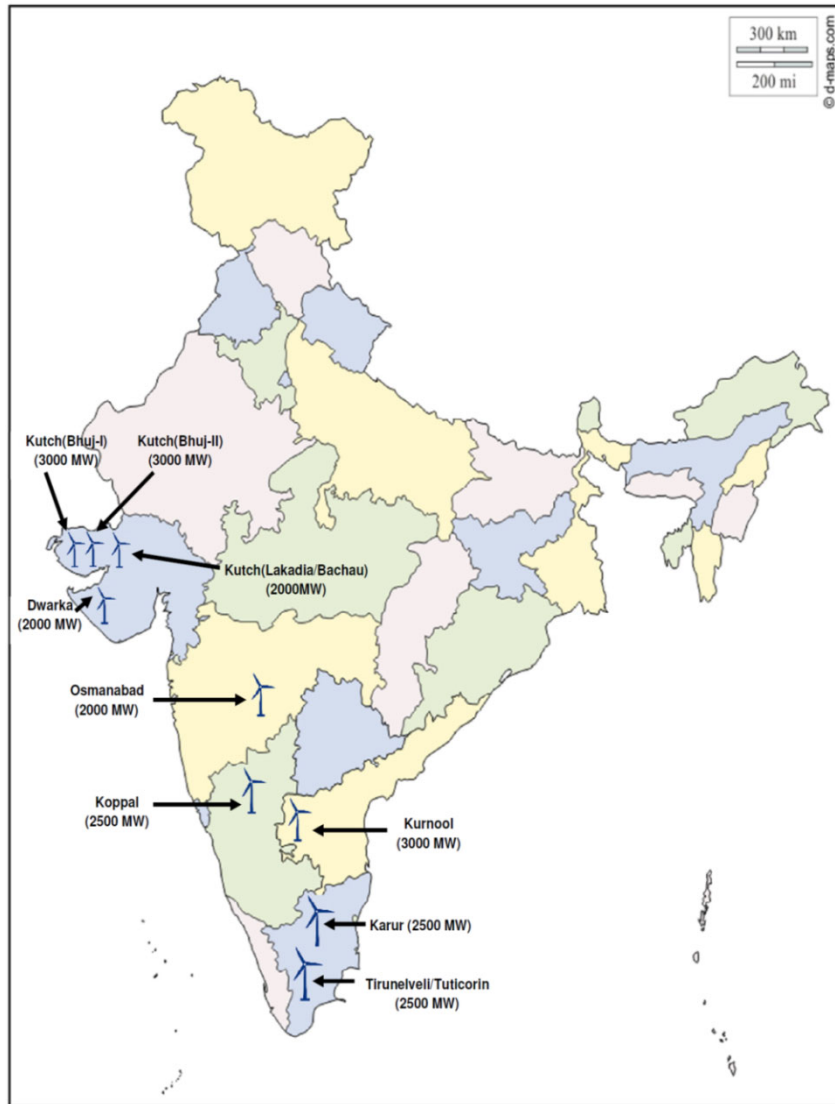 300 km
200 mi
© d-maps.com
Kutch(Bhuj-I)
(3000 MW)
Kutch(Bhuj-II)
(3000 MW)
Kutch(Lakadia/Bachau)
(2000MW)
Dwarka
(2000 MW)
Osmanabad
(2000 MW)
Koppal
(2500 MW)
Kurnool
(3000 MW)
Karur (2500 MW)
Tirunelveli/Tuticorin
(2500 MW)